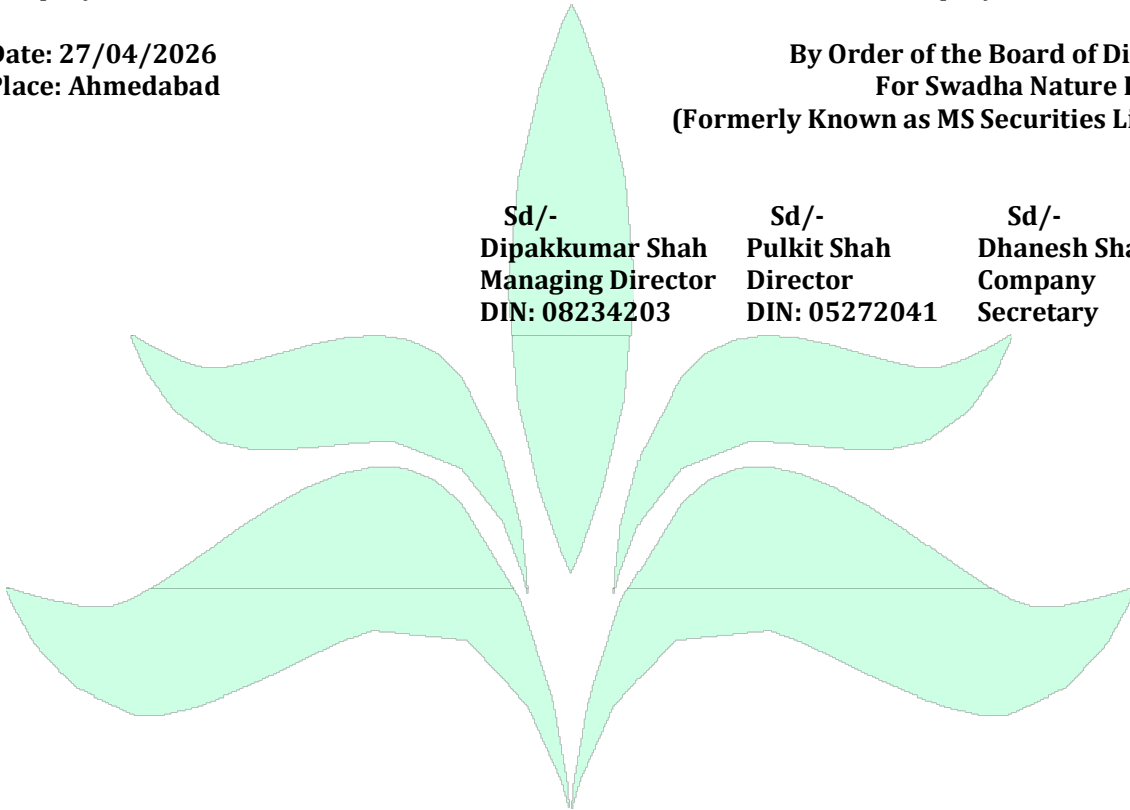 Date: 27/04/2026
Place: Ahmedabad
By Order of the Board of Di
For Swadha Nature
(Formerly Known as MS Securities Li
Sd/- Sd/- Sd/-
Dipakkumar Shah Pulkit Shah Dhanesh Sha
Managing Director Director Company
DIN: 08234203 DIN: 05272041 Secretary